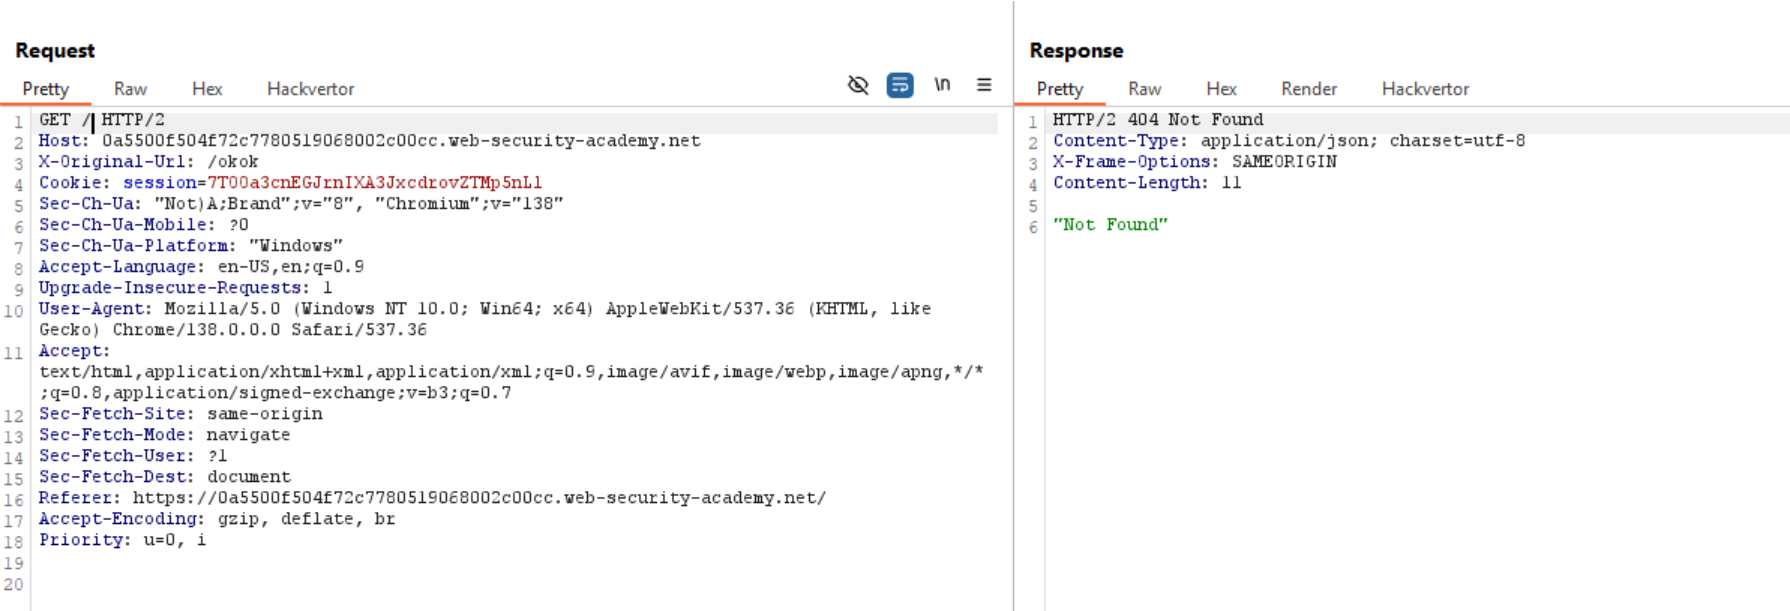 Request
Pretty Raw Hex Hackvertor \n
1 GET / HTTP/2
2 Host: 0a5500f504f72c7780519068002c00cc.web-security-academy.net
3 X-Original-Url: /okok
4 Cookie: session=7T00a3cnEGJrnIXA3JxcdrovZTMp5nLl
5 Sec-Ch-Ua: "Not)A;Brand";v="8", "Chromium";v="138"
6 Sec-Ch-Ua-Mobile: ?0
7 Sec-Ch-Ua-Platform: "Windows"
8 Accept-Language: en-US,en;q=0.9
9 Upgrade-Insecure-Requests: 1
10 User-Agent: Mozilla/5.0 (Windows NT 10.0; Win64; x64) AppleWebKit/537.36 (KHTML, like
Gecko) Chrome/138.0.0.0 Safari/537.36
11 Accept:
text/html,application/xhtml+xml,application/xml;q=0.9,image/avif,image/webp,image/apng,*/*
;q=0.8,application/signed-exchange;v=b3;q=0.7
12 Sec-Fetch-Site: same-origin
13 Sec-Fetch-Mode: navigate
14 Sec-Fetch-User: ?1
15 Sec-Fetch-Dest: document
16 Referer: https://0a5500f504f72c7780519068002c00cc.web-security-academy.net/
17 Accept-Encoding: gzip, deflate, br
18 Priority: u=0, i
19
20
Response
Pretty Raw Hex Render Hackvertor
1 HTTP/2 404 Not Found
2 Content-Type: application/json; charset=utf-8
3 X-Frame-Options: SAMEORIGIN
4 Content-Length: 11
5
6 "Not Found"